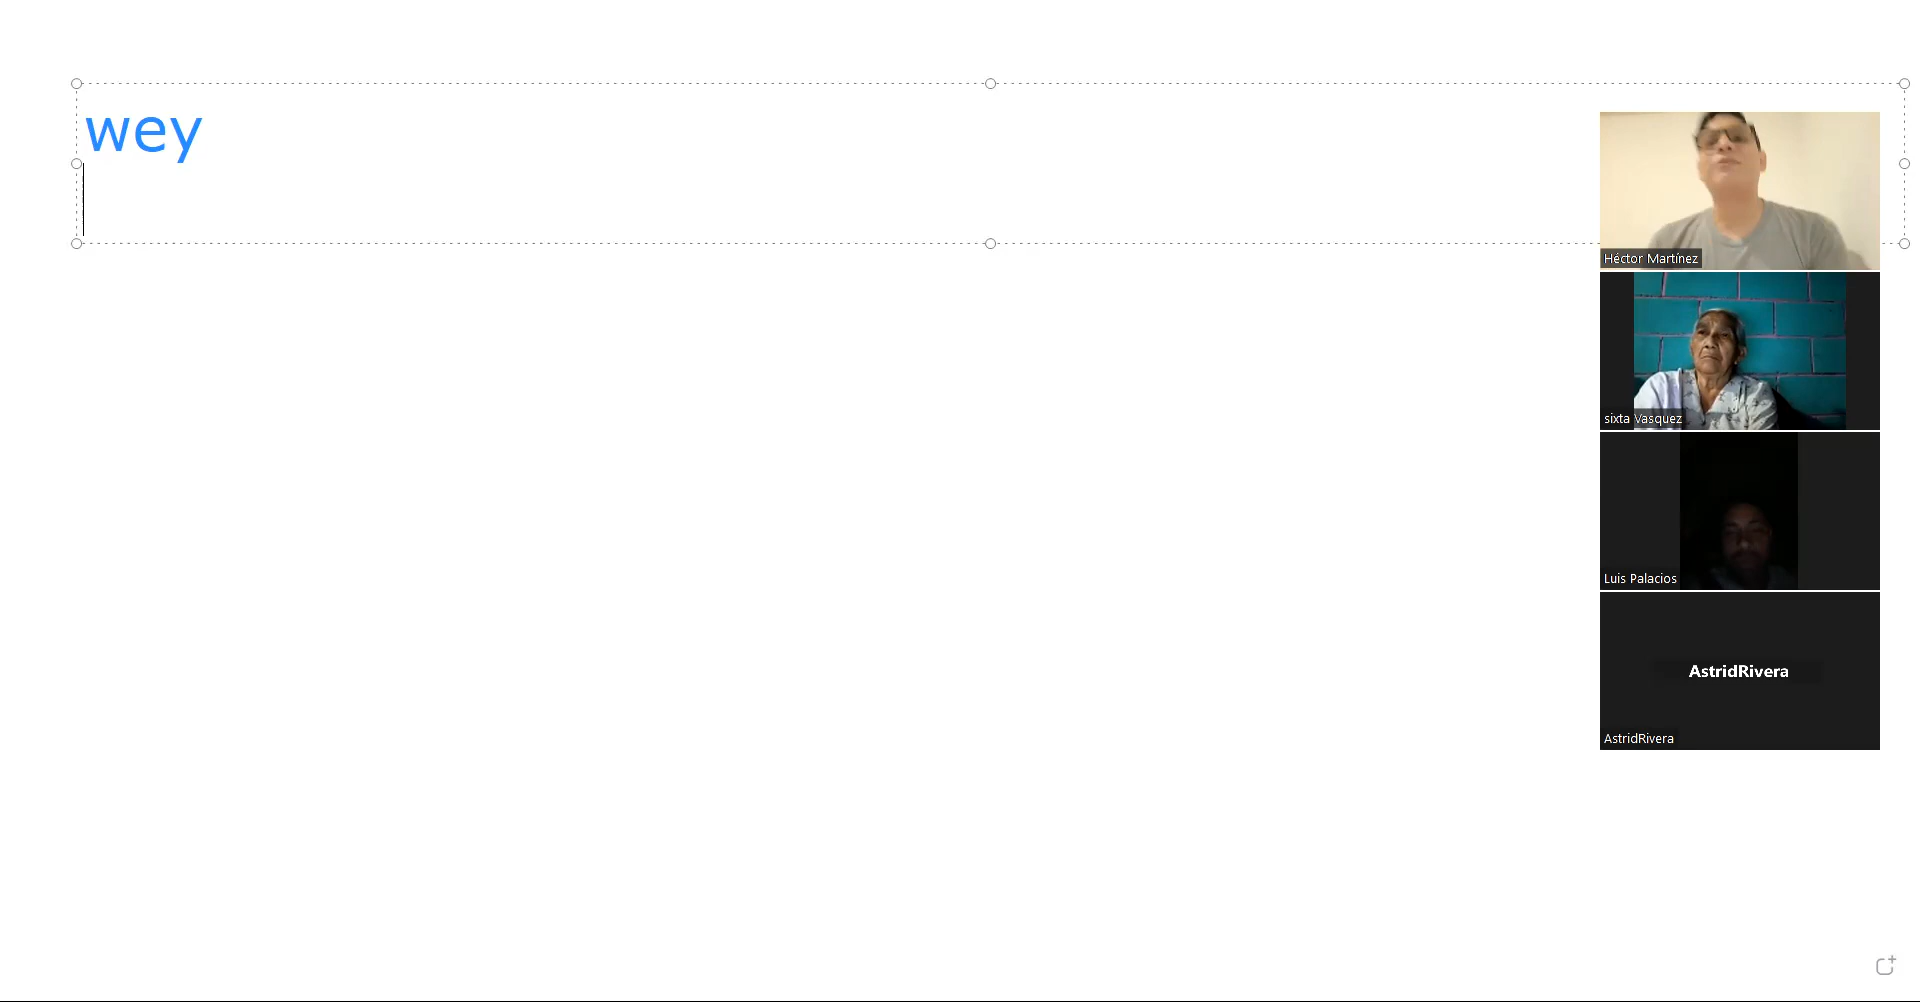 wey
Héctor Martínez
sixta Vasquez
Luis Palacios
AstridRivera
AstridRivera